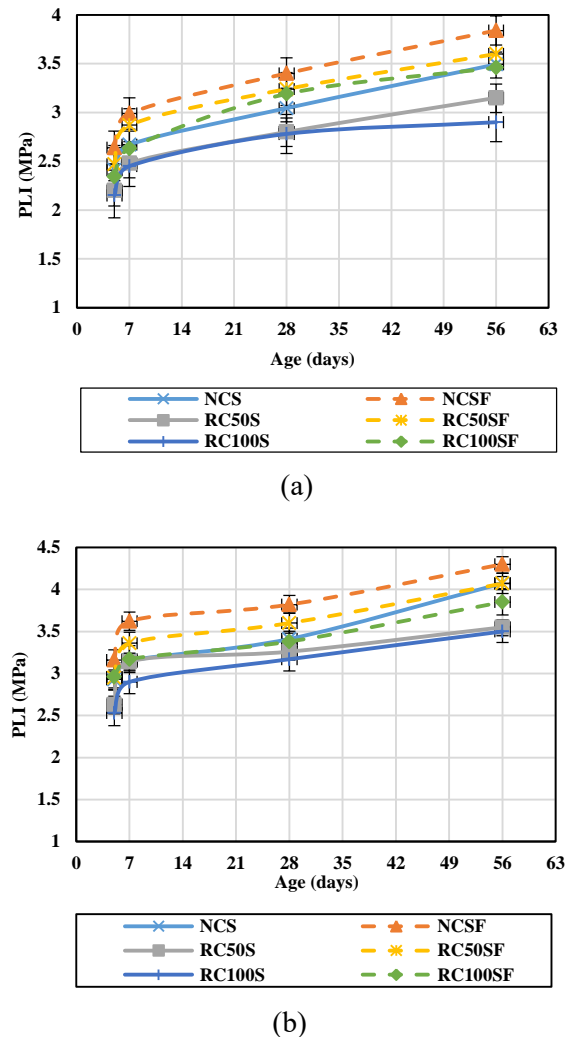 4
3.5
3
2.5
2
1.5
1
PLI (MPa)
0 7 14 21 28 35 42 49 56 63
Age (days)
NCS NCSF
RC50S RC50SF
RC100S RC100SF
(a)
4.5
4
3.5
3
2.5
2
1.5
1
PLI (MPa)
0 7 14 21 28 35 42 49 56 63
Age (days)
NCS NCSF
RC50S RC50SF
RC100S RC100SF
(b)